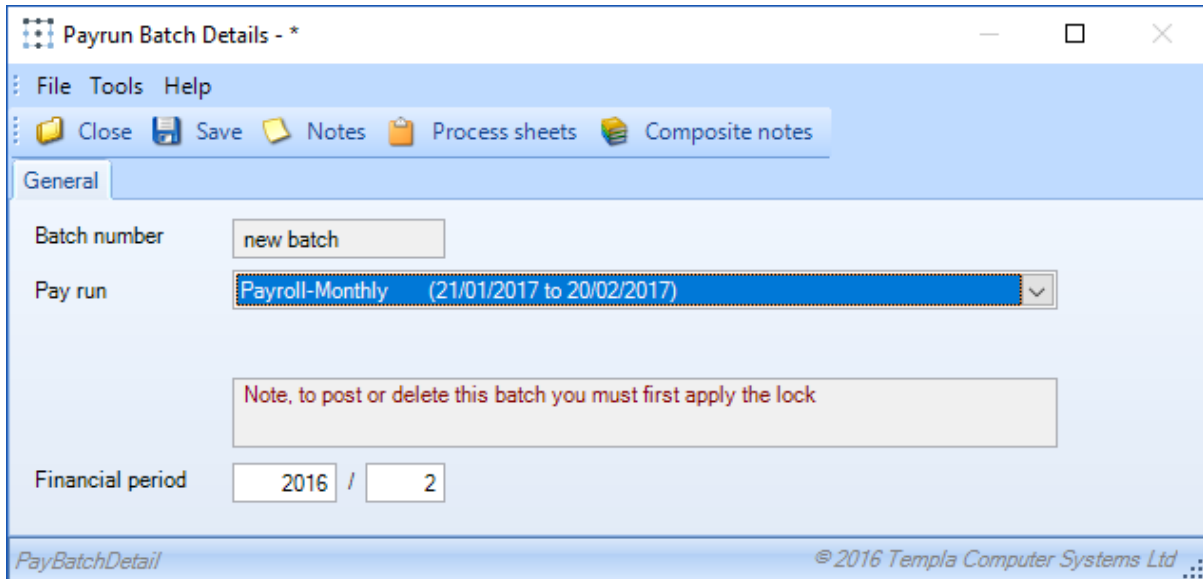 Payrun Batch Details - *
File Tools Help
Close Save Notes Process sheets Composite notes
General
Batch number new batch
Pay run Payroll-Monthly (21/01/2017 to 20/02/2017)
Note, to post or delete this batch you must first apply the lock
Financial period 2016 / 2
PayBatchDetail © 2016 Templa Computer Systems Ltd